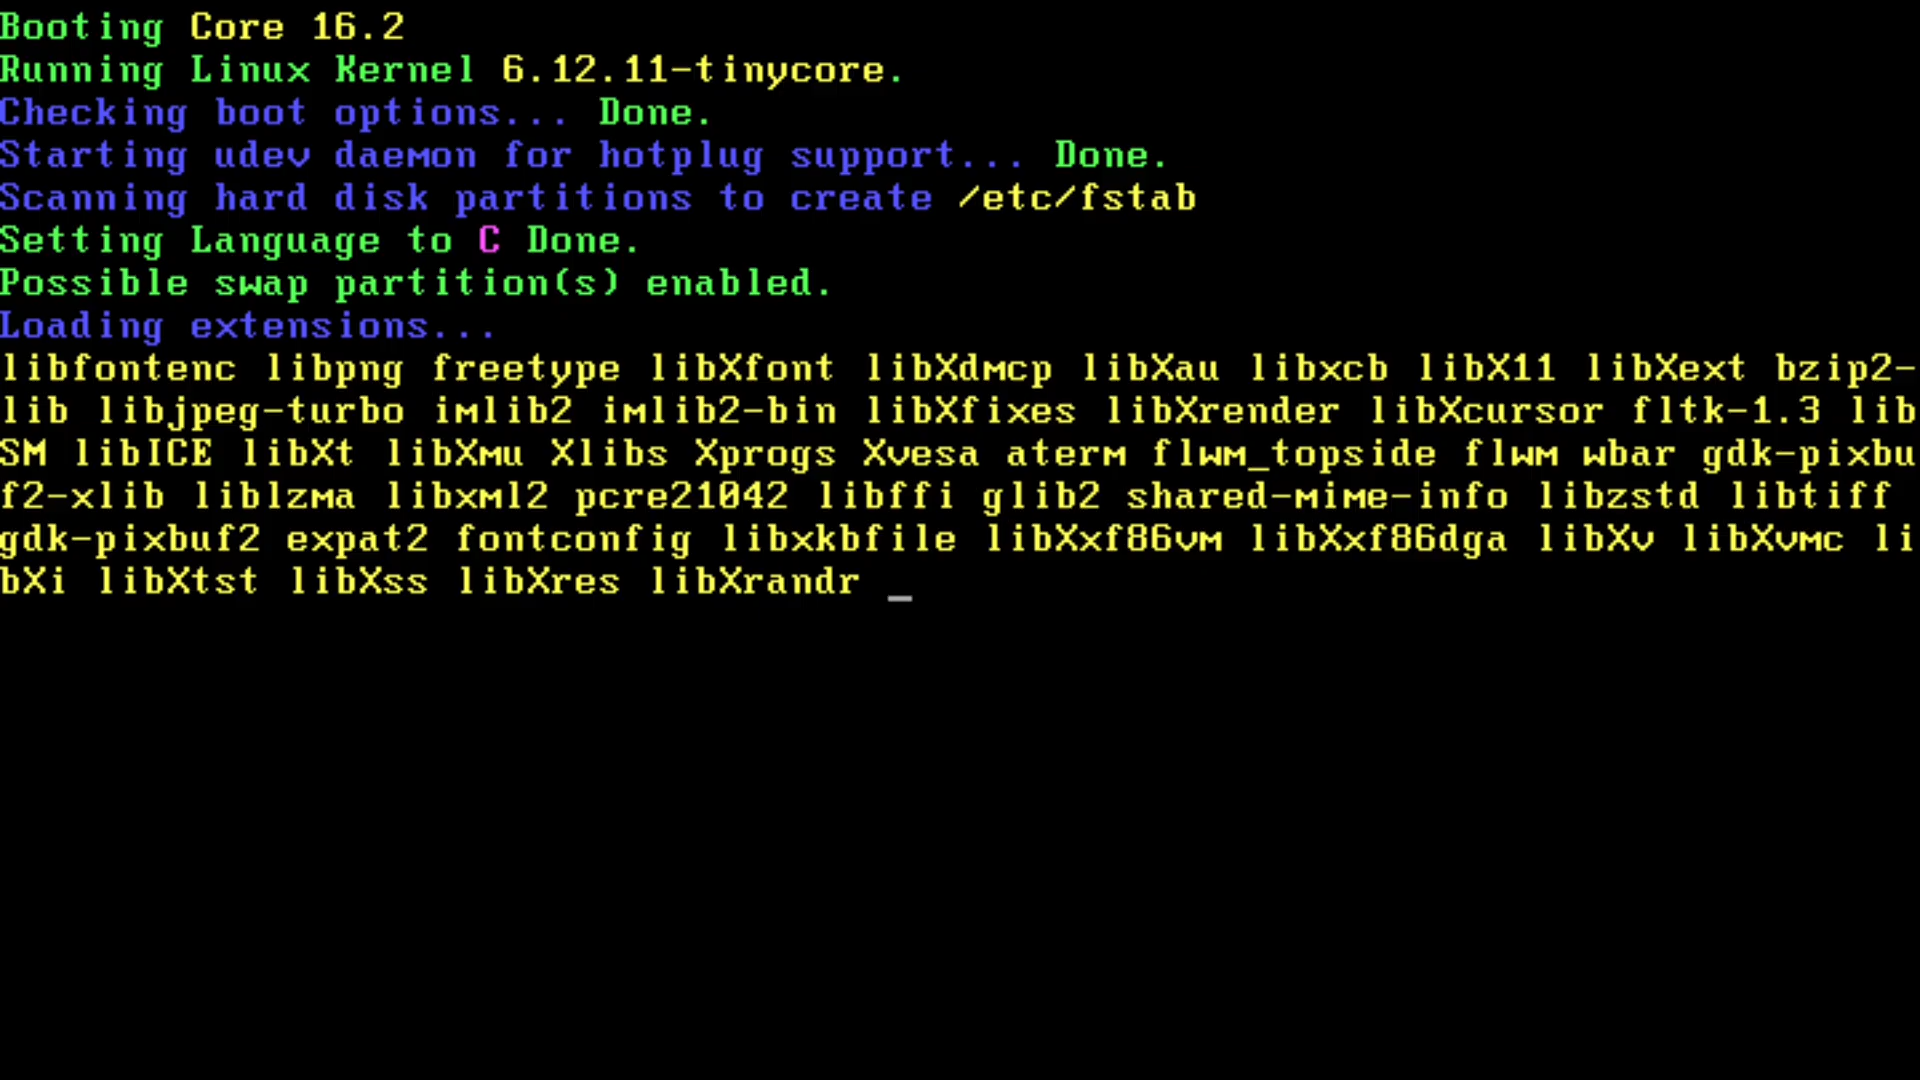 Booting Core 16.2
Running Linux Kernel 6.12.11-tinycore.
Checking boot options... Done.
Starting udev daemon for hotplug support... Done.
Scanning hard disk partitions to create /etc/fstab
Setting Language to C Done.
Possible swap partition(s) enabled.
Loading extensions...
libfontenc libpng freetype libXfont libXdmcp libXau libxcb libX11 libXext bzip2-
lib libjpeg-turbo imlib2 imlib2-bin libXfixes libXrender libXcursor fltk-1.3 lib
SM libICE libXt libXmu Xlibs Xprogs Xvesa aterm flwm_topside flwm wbar gdk-pixbu
f2-xlib liblzma libxml2 pcre21042 libffi glib2 shared-mime-info libzstd libtiff
gdk-pixbuf2 expat2 fontconfig libxkbfile libXxf86vm libXxf86dga libXv libXvmc li
bXi libXtst libXss libXres libXrandr _